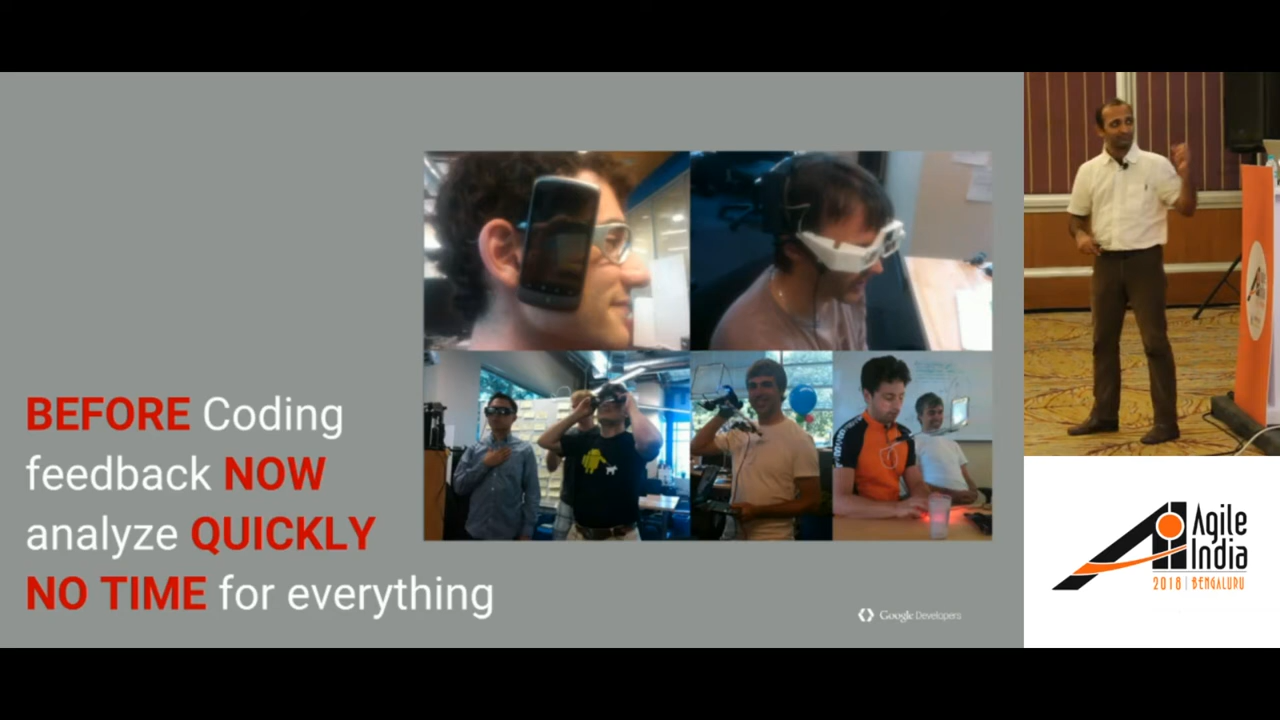 BEFORE Coding
feedback NOW
analyze QUICKLY
NO TIME for everything
Google Developers
Agile
India
2018 | BENGALURU